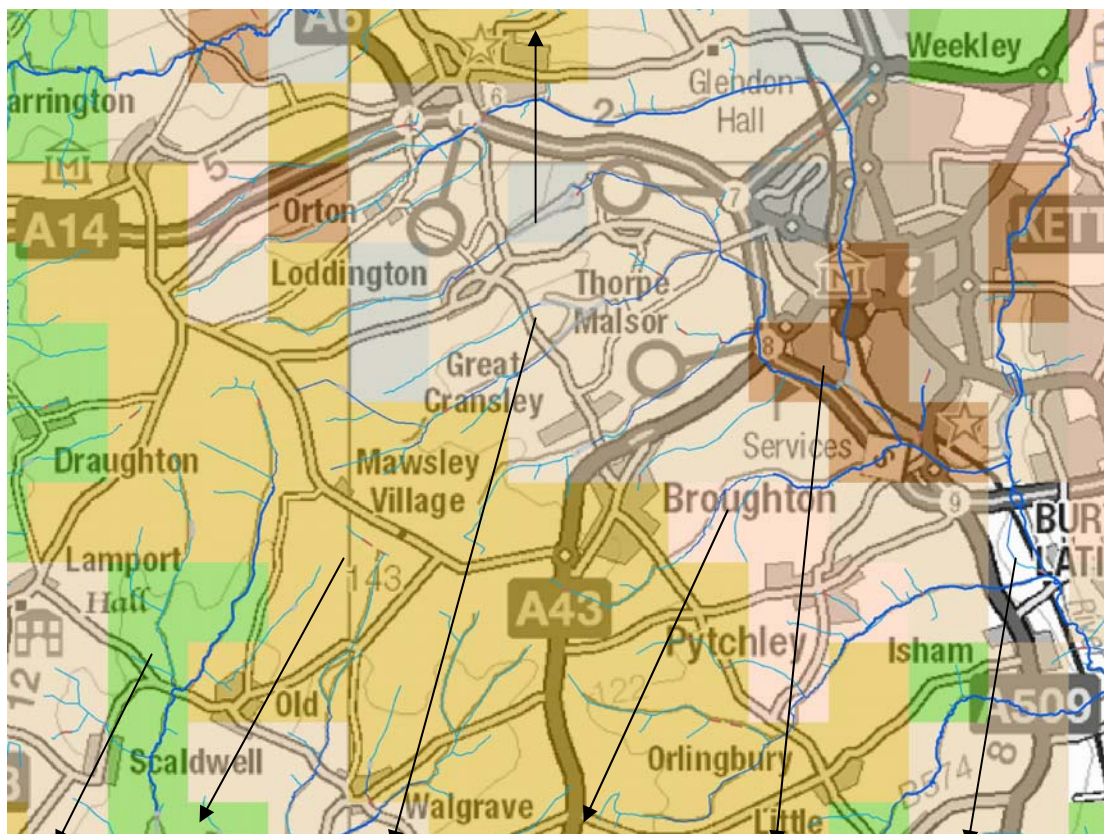 A6
Weekley
Glendon
Hall
arrington
16
2
5
4
L
7
Orton
A14
KETT
i
Loddington
Thorpe
Malsor
8
Great
Cransley
Services
Draughton
Mawsley
Village
Broughton
9
BUR
LATI
Lamport
Hall
143
A43
Pytchley
Isham
12
Old
122
A509
Scaldwell
Orlingbury
B574
8
Walgrave
Little